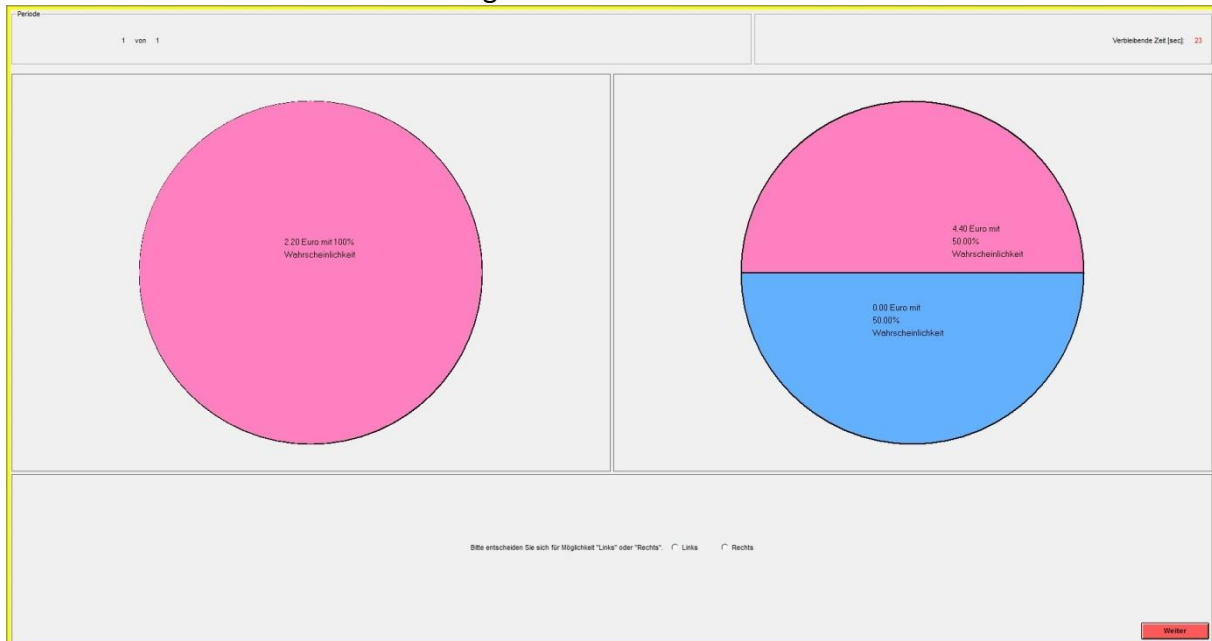 Periode
1 von 1
Verbleibende Zeit [sec]: 23
2.20 Euro mit 100%
Wahrscheinlichkeit
4.40 Euro mit
50.00%
Wahrscheinlichkeit
0.00 Euro mit
50.00%
Wahrscheinlichkeit
Bitte entscheiden Sie sich für Möglichkeit "Links" oder "Rechts". Links Rechts
Weiter